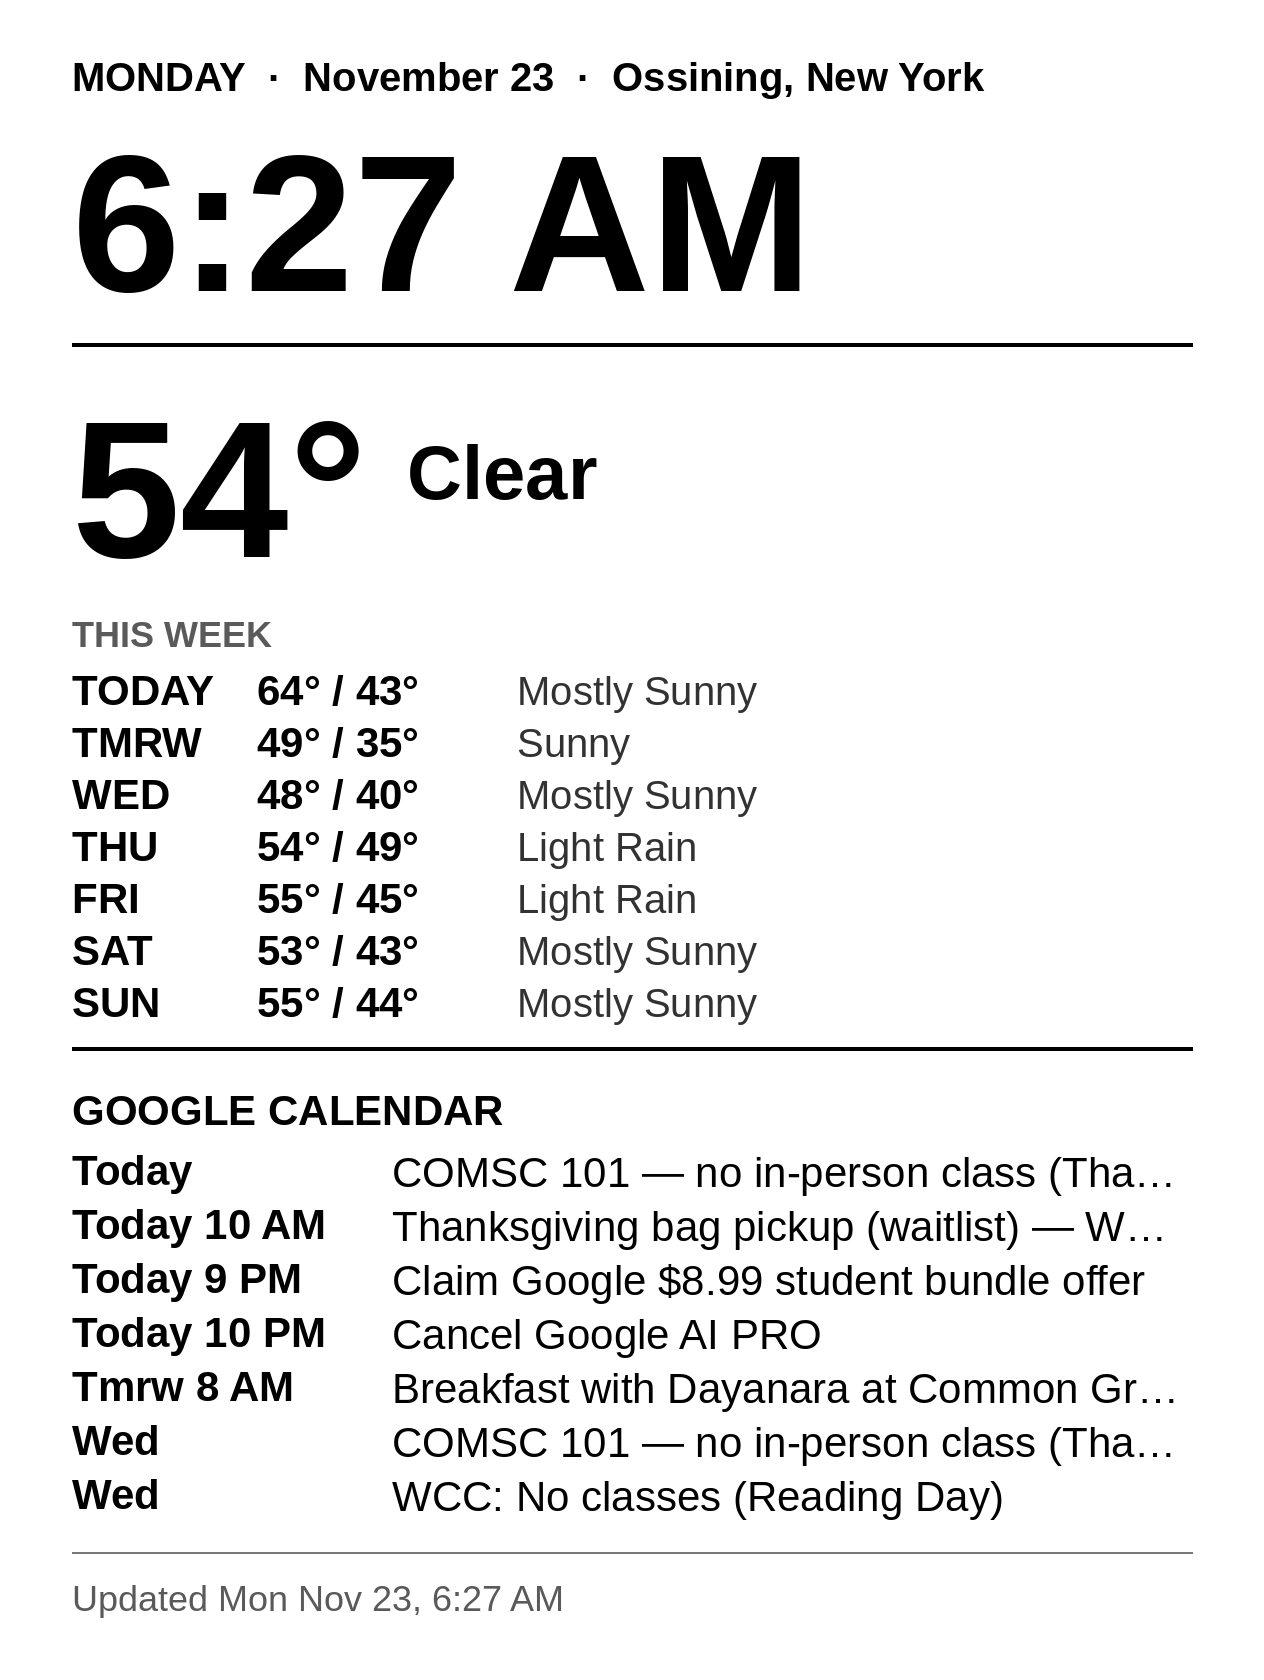 MONDAY · November 23 · Ossining, New York
6:27 AM
54° Clear
THIS WEEK
TODAY 64° / 43° Mostly Sunny
TMRW 49° / 35° Sunny
WED 48° / 40° Mostly Sunny
THU 54° / 49° Light Rain
FRI 55° / 45° Light Rain
SAT 53° / 43° Mostly Sunny
SUN 55° / 44° Mostly Sunny
GOOGLE CALENDAR
Today COMSC 101 — no in-person class (Tha…
Today 10 AM Thanksgiving bag pickup (waitlist) — W…
Today 9 PM Claim Google $8.99 student bundle offer
Today 10 PM Cancel Google AI PRO
Tmrw 8 AM Breakfast with Dayanara at Common Gr…
Wed COMSC 101 — no in-person class (Tha…
Wed WCC: No classes (Reading Day)
Updated Mon Nov 23, 6:27 AM